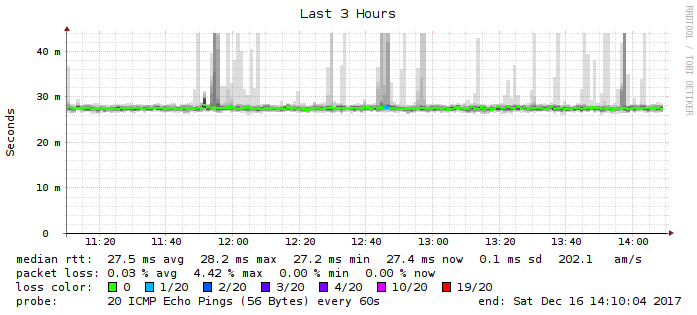 Last 3 Hours
RRDTOOL / TOBI OETIKER
Seconds
40 m
30 m
20 m
10 m
0
11:20 11:40 12:00 12:20 12:40 13:00 13:20 13:40 14:00
median rtt: 27.5 ms avg 28.2 ms max 27.2 ms min 27.4 ms now 0.1 ms sd 202.1 am/s
packet loss: 0.03 % avg 4.42 % max 0.00 % min 0.00 % now
loss color: 0 1/20 2/20 3/20 4/20 10/20 19/20
probe: 20 ICMP Echo Pings (56 Bytes) every 60s end: Sat Dec 16 14:10:04 2017